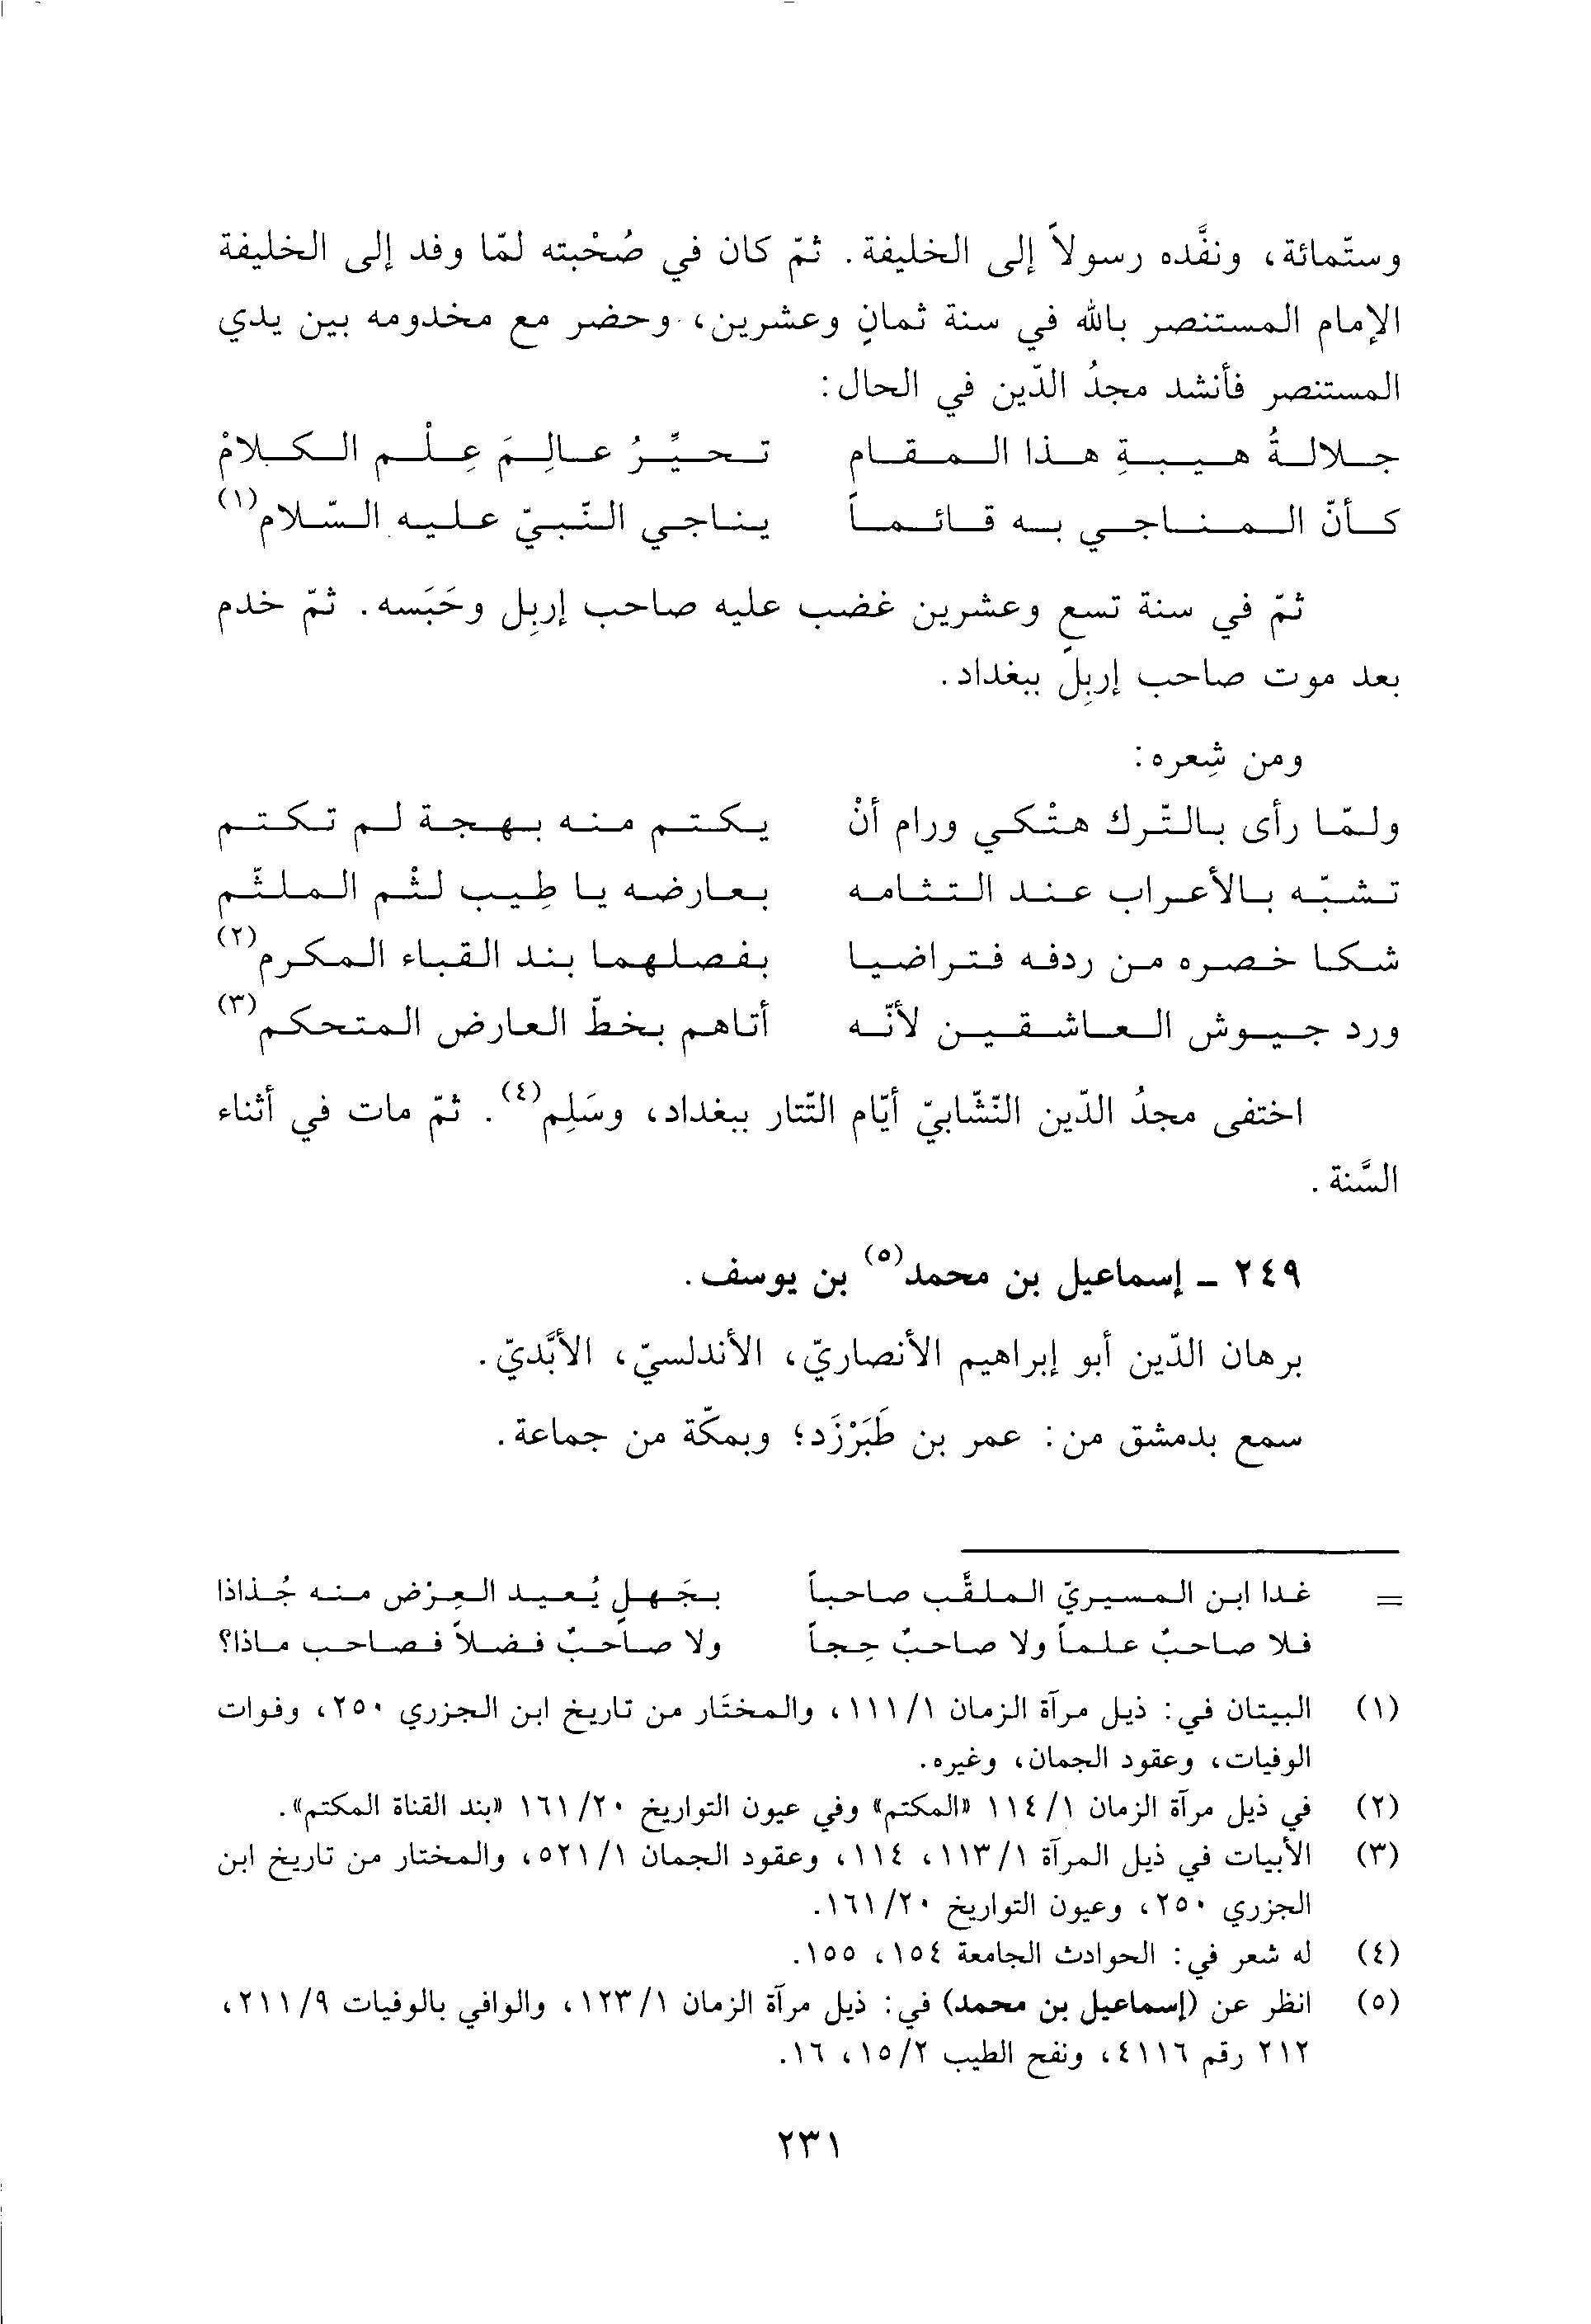 وستّمائة، ونفَّده رسولاً إلى الخليفة. ثمّ كان في صُحْبته لمّا وفد إلى الخليفة
الإمام المستنصر بالله في سنة ثمانٍ وعشرين، وحضر مع مخدومه بين يدي
المستنصر فأنشد مجدُ الدّين في الحال:
جلالةُ هيبةِ هذا المقام تحيِّرُ عالِمَ عِلْم الكلامْ
كأنّ المناجي به قائماً يناجي النّبيّ عليه السّلام(١)
ثمّ في سنة تسعٍ وعشرين غضب عليه صاحب إربِل وحَبَسه. ثمّ خدم
بعد موت صاحب إربِل ببغداد.
ومن شِعره:
ولمّا رأى بالتّرك هتْكي ورام أنْ يكتم منه بهجة لم تكتم
تشبّه بالأعراب عند التثامه بعارضه يا طِيب لثْم الملثّم
شكا خصره من ردفه فتراضيا بفصلهما بند القباء المكرم(٢)
ورد جيوش العاشقين لأنّه أتاهم بخطّ العارض المتحكم(٣)
اختفى مجدُ الدّين النّشّابيّ أيّام التّتار ببغداد، وسَلِم(٤). ثمّ مات في أثناء
السَّنة.
٢٤٩ - إسماعيل بن محمد(٥) بن يوسف.
برهان الدّين أبو إبراهيم الأنصاريّ، الأندلسيّ، الأبَّديّ.
سمع بدمشق من: عمر بن طَبَرْزَد؛ وبمكّة من جماعة.
= غدا ابن المسيريّ الملقَّب صاحباً بجَهلٍ يُعيد العِرْض منه جُذاذا
فلا صاحبٌ علماً ولا صاحبٌ حِجاً ولا صاحبٌ فضلاً فصاحب ماذا؟
(١) البيتان في: ذيل مرآة الزمان ١/١١١، والمختَار من تاريخ ابن الجزري ٢٥٠، وفوات
الوفيات، وعقود الجمان، وغيره.
(٢) في ذيل مرآة الزمان ١/١١٤ «المكتم» وفي عيون التواريخ ٢٠/١٦١ «بند القناة المكتم».
(٣) الأبيات في ذيل المرآة ١/١١٣، ١١٤، وعقود الجمان ١/٥٢١، والمختار من تاريخ ابن
الجزري ٢٥٠، وعيون التواريخ ٢٠/١٦١.
(٤) له شعر في: الحوادث الجامعة ١٥٤، ١٥٥.
(٥) انظر عن (إسماعيل بن محمد) في: ذيل مرآة الزمان ١/١٢٣، والوافي بالوفيات ٩/٢١١،
٢١٢ رقم ٤١١٦، ونفح الطيب ٢/١٥، ١٦.
٢٣١